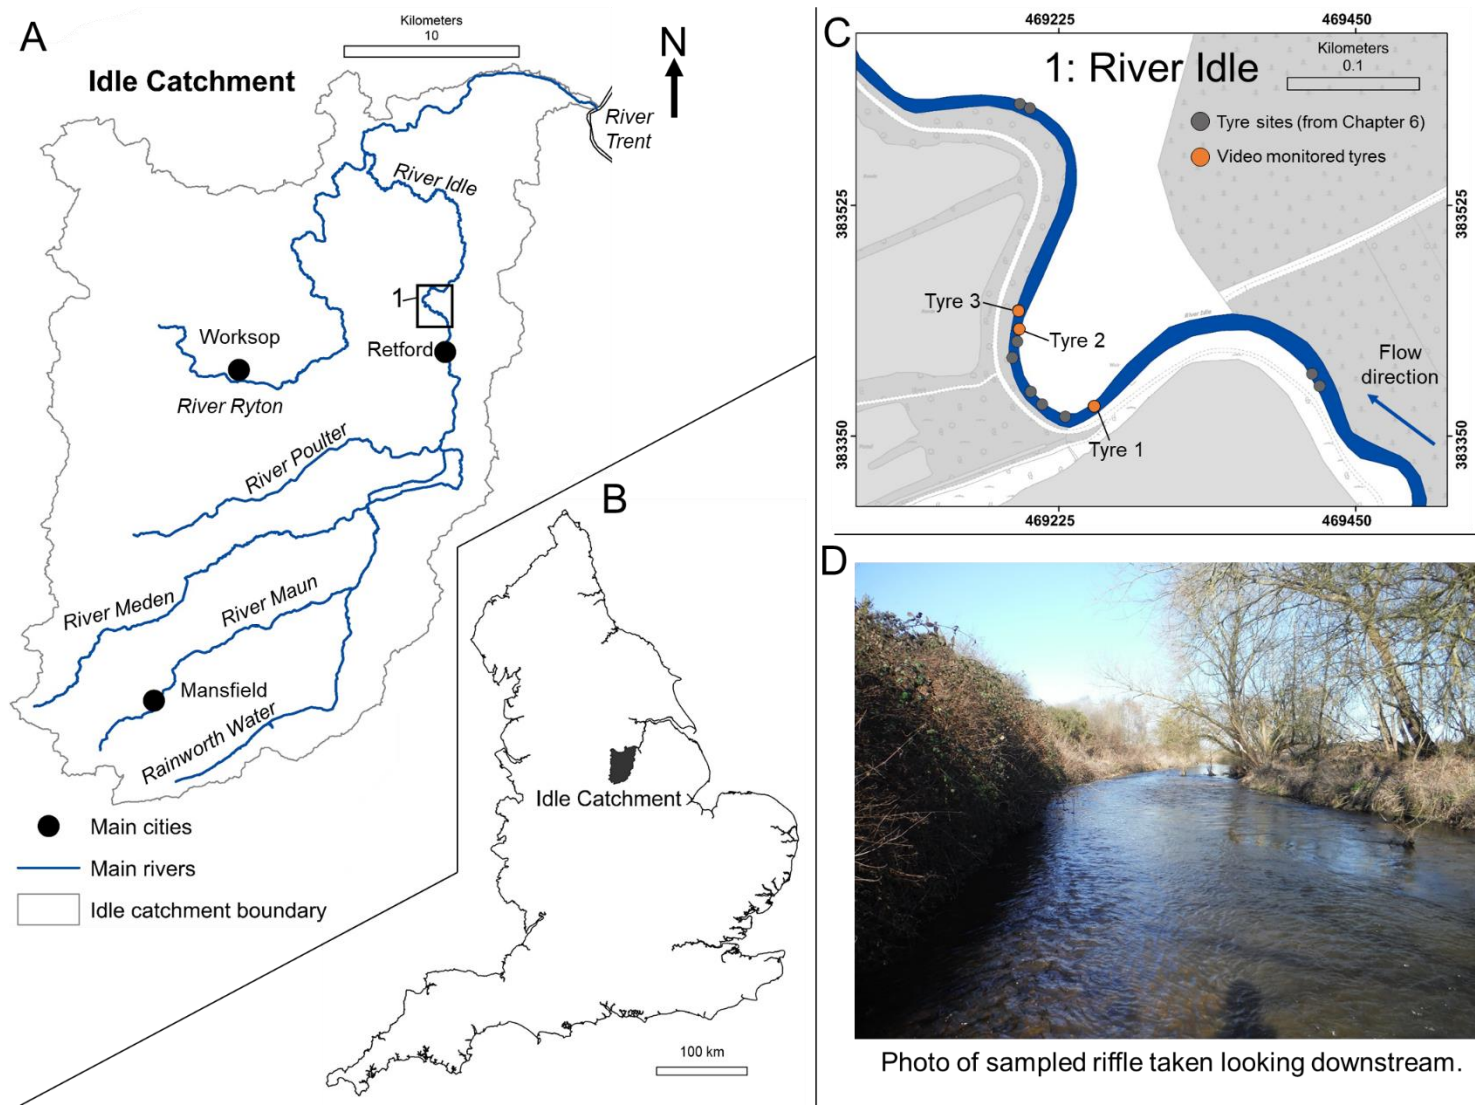 A
Idle Catchment
Kilometers
10
N
River
Trent
River Idle
1
Worksop
Retford
River Ryton
River Poulter
River Meden
River Maun
Mansfield
Rainworth Water
Main cities
Main rivers
Idle catchment boundary
B
Idle Catchment
100 km
C
469225
469450
1: River Idle
Kilometers
0.1
Tyre sites (from Chapter 6)
Video monitored tyres
383525
383525
Tyre 3
Tyre 2
River Idle
Flow
direction
383350
383350
Tyre 1
469225
469450
D
Photo of sampled riffle taken looking downstream.